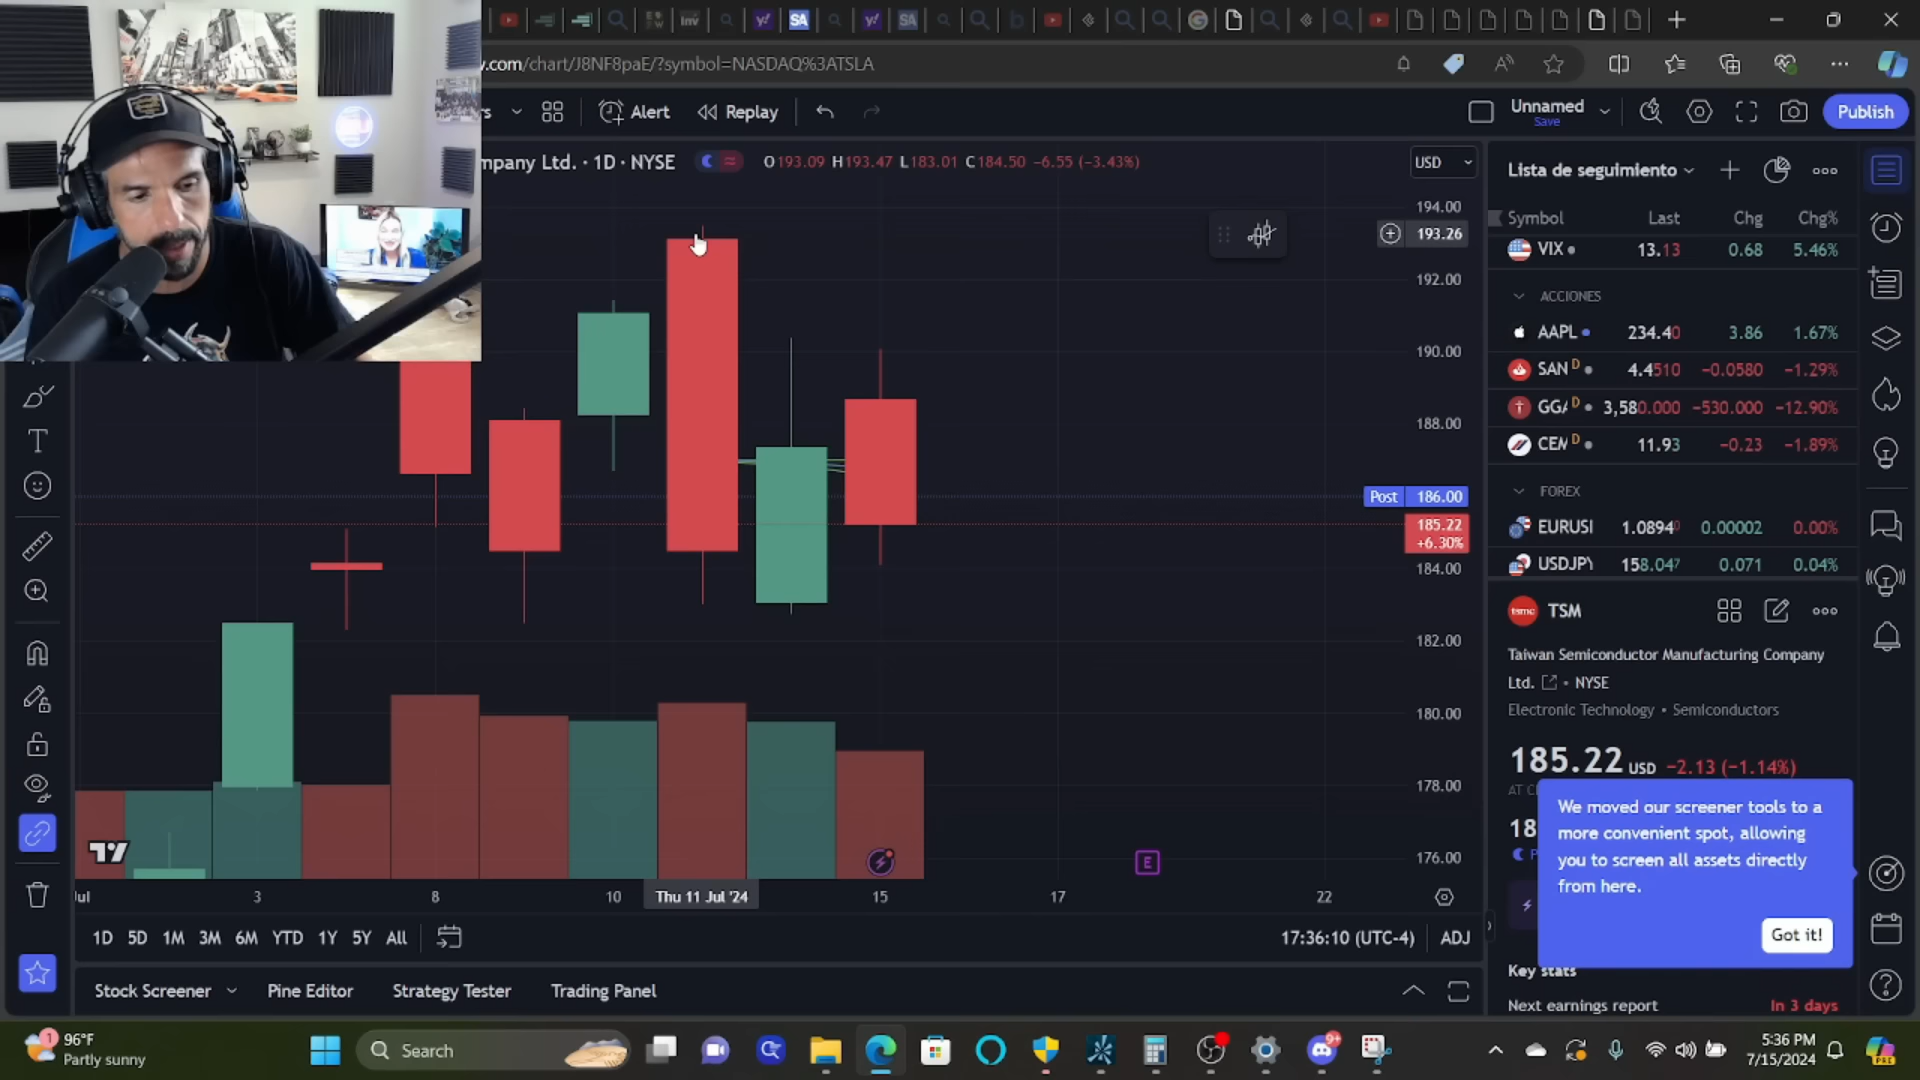 w.com/chart/J8NF8paE/?symbol=NASDAQ%3ATSLA
Alert
Replay
Unnamed
Save
Publish
mpany Ltd. · 1D · NYSE
O193.09 H193.47 L183.01 C184.50 −6.55 (−3.43%)
USD
Lista de seguimiento
Symbol Last Chg Chg%
VIX 13.13 0.68 5.46%
ACCIONES
AAPL 234.40 3.86 1.67%
SAN D 4.4510 −0.0580 −1.29%
GGA D 3,580.000 −530.000 −12.90%
CEM D 11.93 −0.23 −1.89%
FOREX
EURUSI 1.0894 0.00002 0.00%
USDJPY 158.047 0.071 0.04%
194.00
193.26
192.00
190.00
188.00
Post 186.00
185.22
+6.30%
184.00
182.00
180.00
178.00
176.00
tsmc TSM
Taiwan Semiconductor Manufacturing Company
Ltd. • NYSE
Electronic Technology • Semiconductors
185.22 USD −2.13 (−1.14%)
We moved our screener tools to a
more convenient spot, allowing
you to screen all assets directly
from here.
Got it!
Key stats
Next earnings report In 3 days
E
Jul 3 8 10 Thu 11 Jul '24 15 17 22
1D 5D 1M 3M 6M YTD 1Y 5Y All
17:36:10 (UTC-4) ADJ
Stock Screener Pine Editor Strategy Tester Trading Panel
96°F
Partly sunny
Search
5:36 PM
7/15/2024